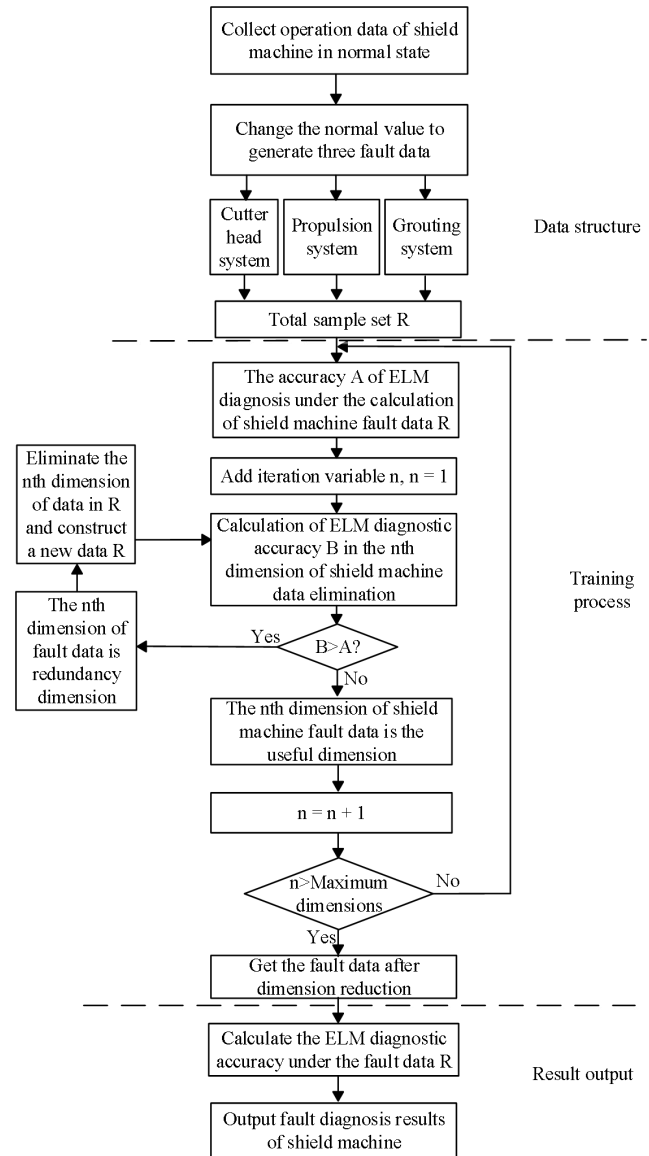 Collect operation data of shield
machine in normal state
Change the normal value to
generate three fault data
Cutter
head
system
Propulsion
system
Grouting
system
Data structure
Total sample set R
The accuracy A of ELM
diagnosis under the calculation
of shield machine fault data R
Add iteration variable n, n = 1
Eliminate the
nth dimension
of data in R
and construct
a new data R
Calculation of ELM diagnostic
accuracy B in the nth
dimension of shield machine
data elimination
Training
process
The nth
dimension of
fault data is
redundancy
dimension
Yes
B>A?
No
The nth dimension of shield
machine fault data is the
useful dimension
n = n + 1
n>Maximum
dimensions
No
Yes
Get the fault data after
dimension reduction
Calculate the ELM diagnostic
accuracy under the fault data R
Result output
Output fault diagnosis results
of shield machine